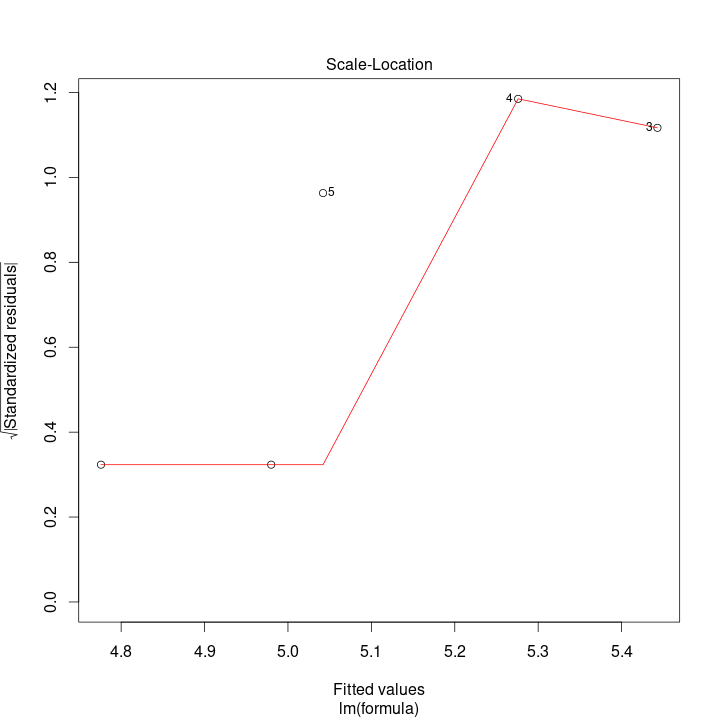 Scale-Location
√|Standardized residuals|
1.2
1.0
0.8
0.6
0.4
0.2
0.0
4
3
5
4.8 4.9 5.0 5.1 5.2 5.3 5.4
Fitted values
lm(formula)